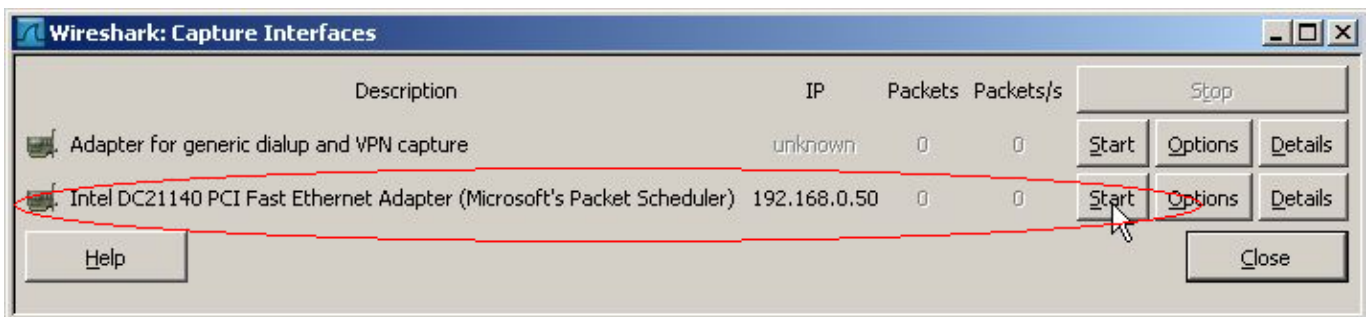 Wireshark: Capture Interfaces
Description IP Packets Packets/s Stop
Adapter for generic dialup and VPN capture unknown 0 0 Start Options Details
Intel DC21140 PCI Fast Ethernet Adapter (Microsoft's Packet Scheduler) 192.168.0.50 0 0 Start Options Details
Help Close